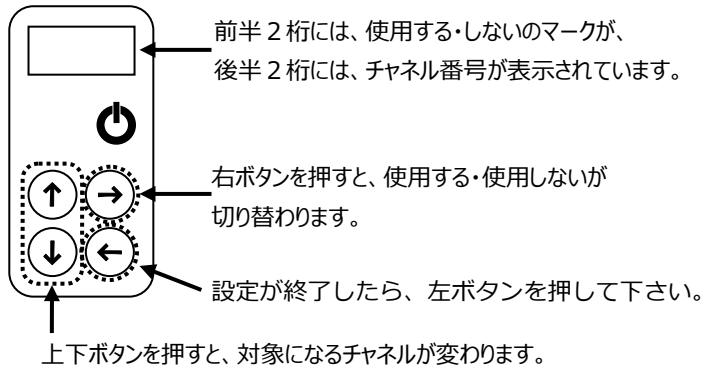 前半２桁には、使用する・しないのマークが、
後半２桁には、チャネル番号が表示されています。
右ボタンを押すと、使用する・使用しないが
切り替わります。
設定が終了したら、左ボタンを押して下さい。
上下ボタンを押すと、対象になるチャネルが変わります。